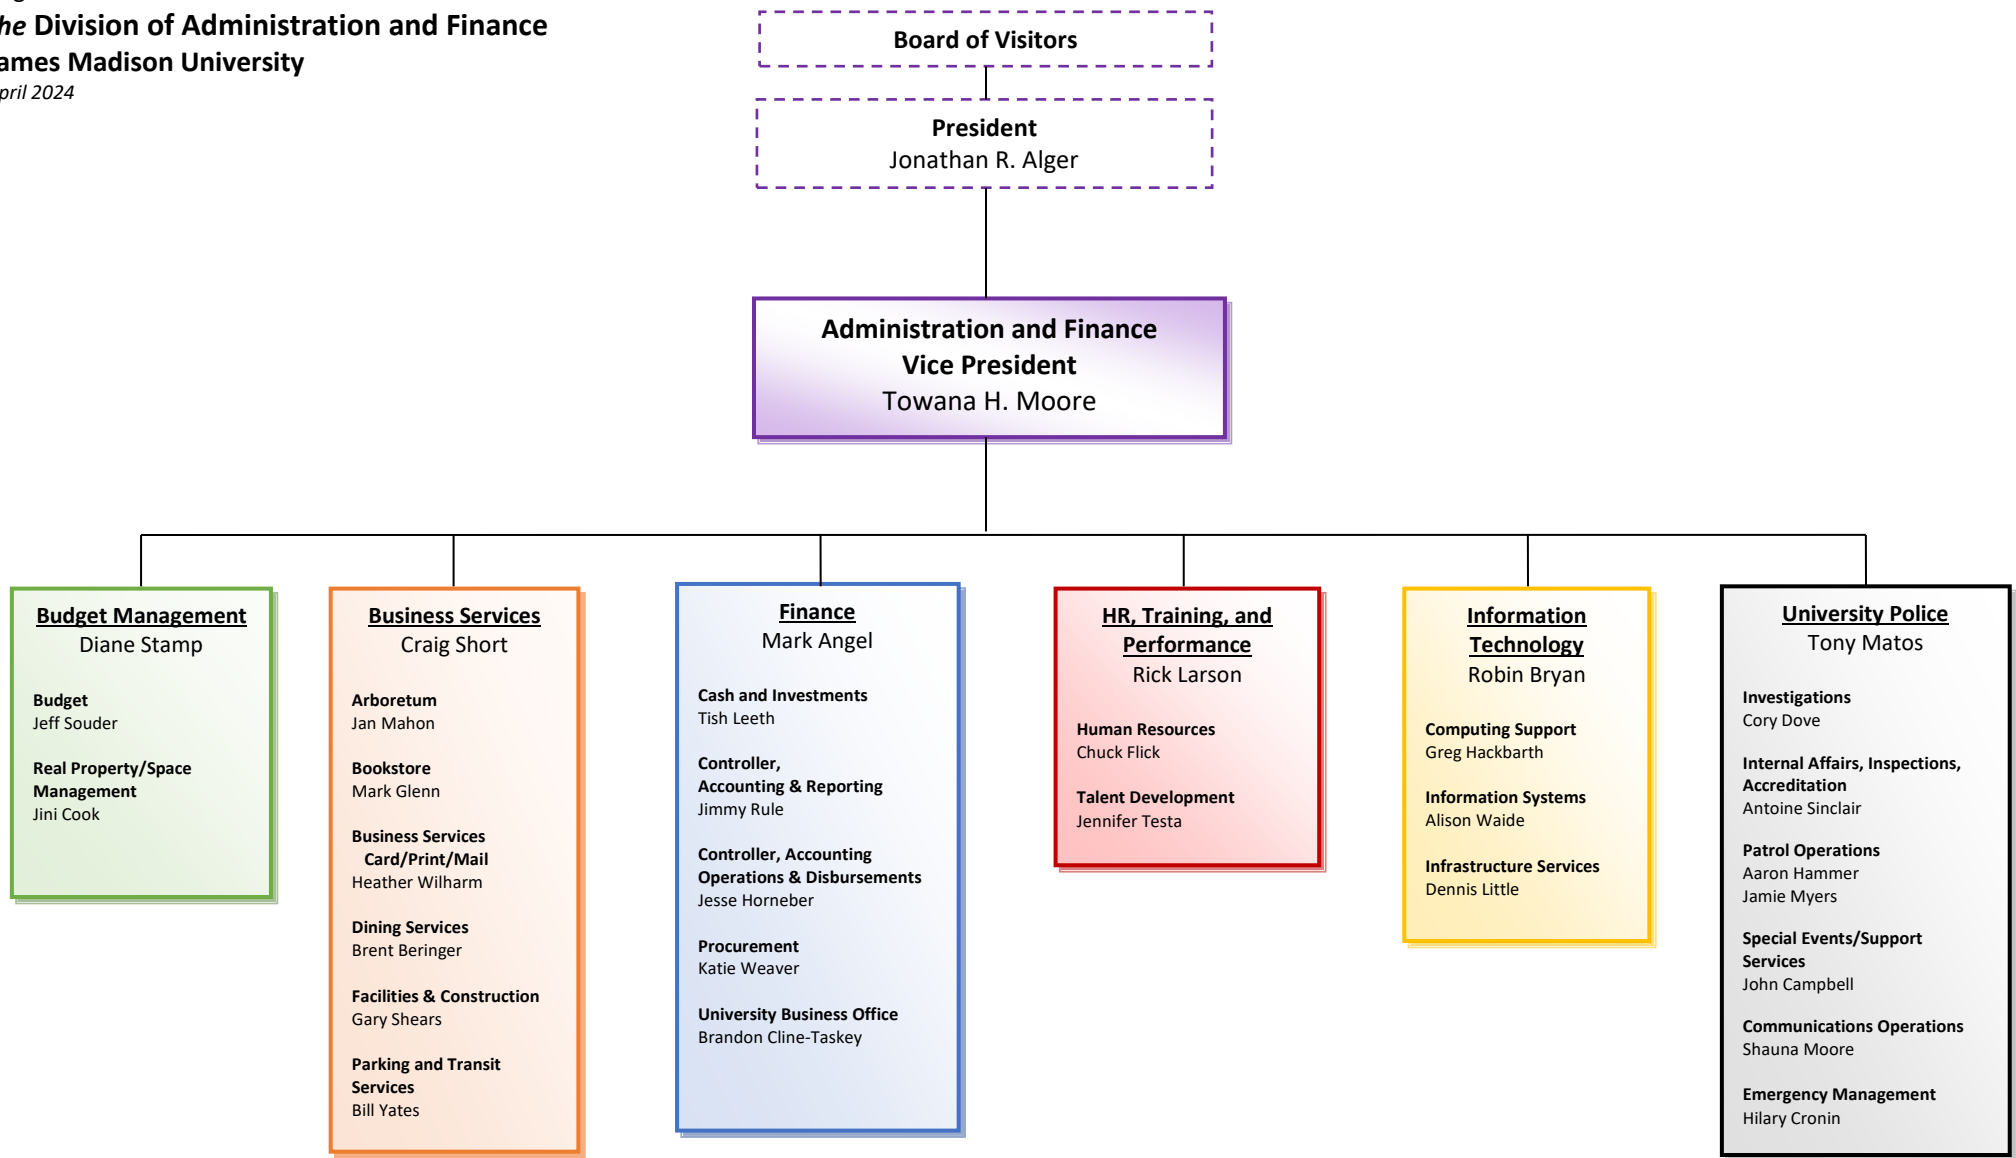 the Division of Administration and Finance
James Madison University
April 2024
Board of Visitors
President
Jonathan R. Alger
Administration and Finance
Vice President
Towana H. Moore
Budget Management
Diane Stamp
Budget
Jeff Souder
Real Property/Space
Management
Jini Cook
Business Services
Craig Short
Arboretum
Jan Mahon
Bookstore
Mark Glenn
Business Services
Card/Print/Mail
Heather Wilharm
Dining Services
Brent Beringer
Facilities & Construction
Gary Shears
Parking and Transit
Services
Bill Yates
Finance
Mark Angel
Cash and Investments
Tish Leeth
Controller,
Accounting & Reporting
Jimmy Rule
Controller, Accounting
Operations & Disbursements
Jesse Horneber
Procurement
Katie Weaver
University Business Office
Brandon Cline-Taskey
HR, Training, and
Performance
Rick Larson
Human Resources
Chuck Flick
Talent Development
Jennifer Testa
Information
Technology
Robin Bryan
Computing Support
Greg Hackbarth
Information Systems
Alison Waide
Infrastructure Services
Dennis Little
University Police
Tony Matos
Investigations
Cory Dove
Internal Affairs, Inspections,
Accreditation
Antoine Sinclair
Patrol Operations
Aaron Hammer
Jamie Myers
Special Events/Support
Services
John Campbell
Communications Operations
Shauna Moore
Emergency Management
Hilary Cronin